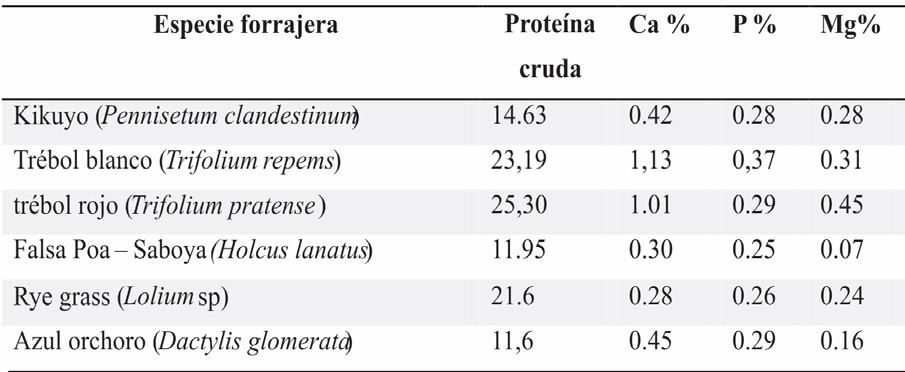 Especie forrajera Proteína cruda Ca % P % Mg%
Kikuyo (Pennisetum clandestinum) 14.63 0.42 0.28 0.28
Trébol blanco (Trifolium repems) 23,19 1,13 0,37 0.31
trébol rojo (Trifolium pratense ) 25,30 1.01 0.29 0.45
Falsa Poa – Saboya (Holcus lanatus) 11.95 0.30 0.25 0.07
Rye grass (Lolium sp) 21.6 0.28 0.26 0.24
Azul orchoro (Dactylis glomerata) 11,6 0.45 0.29 0.16